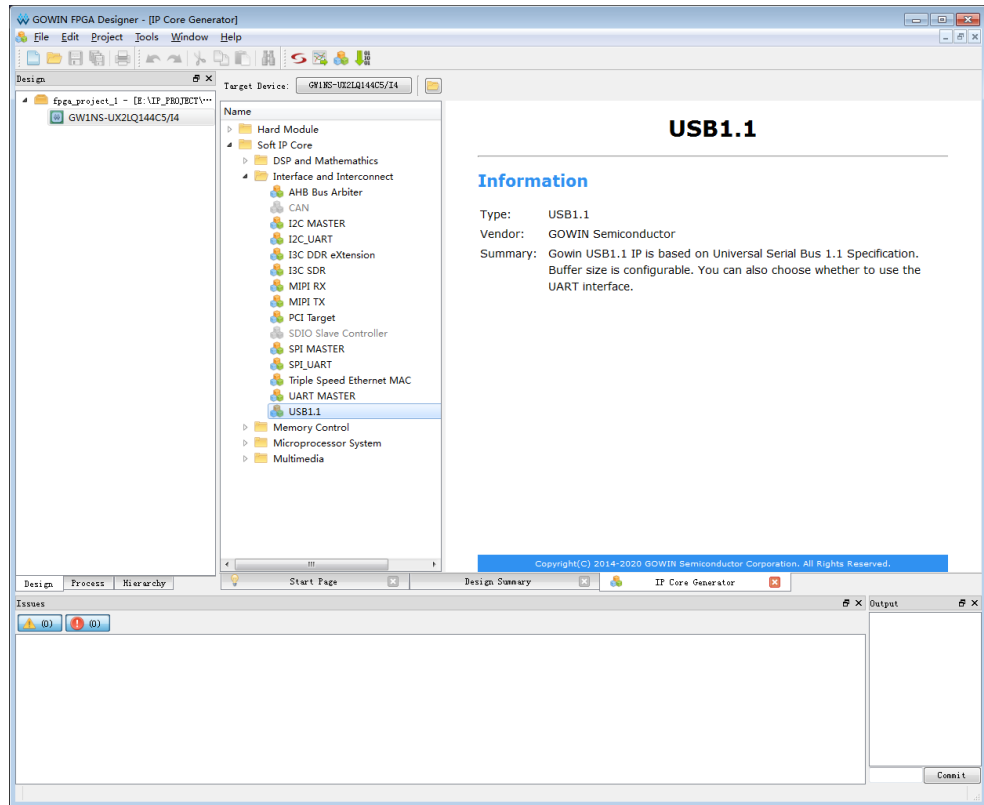 GOWIN FPGA Designer - [IP Core Generator]
File Edit Project Tools Window Help
Design
Target Device: GW1NS-UX2LQ144C5/I4
fpga_project_1 - [E:\IP_PROJECT\···
GW1NS-UX2LQ144C5/I4
Name
Hard Module
Soft IP Core
DSP and Mathemathics
Interface and Interconnect
AHB Bus Arbiter
CAN
I2C MASTER
I2C_UART
I3C DDR eXtension
I3C SDR
MIPI RX
MIPI TX
PCI Target
SDIO Slave Controller
SPI MASTER
SPI_UART
Triple Speed Ethernet MAC
UART MASTER
USB1.1
Memory Control
Microprocessor System
Multimedia
USB1.1
Information
Type: USB1.1
Vendor: GOWIN Semiconductor
Summary: Gowin USB1.1 IP is based on Universal Serial Bus 1.1 Specification.
Buffer size is configurable. You can also choose whether to use the
UART interface.
Copyright(C) 2014-2020 GOWIN Semiconductor Corporation. All Rights Reserved.
Design Process Hierarchy
Start Page Design Summary IP Core Generator
Issues
Output
(0) (0)
Commit